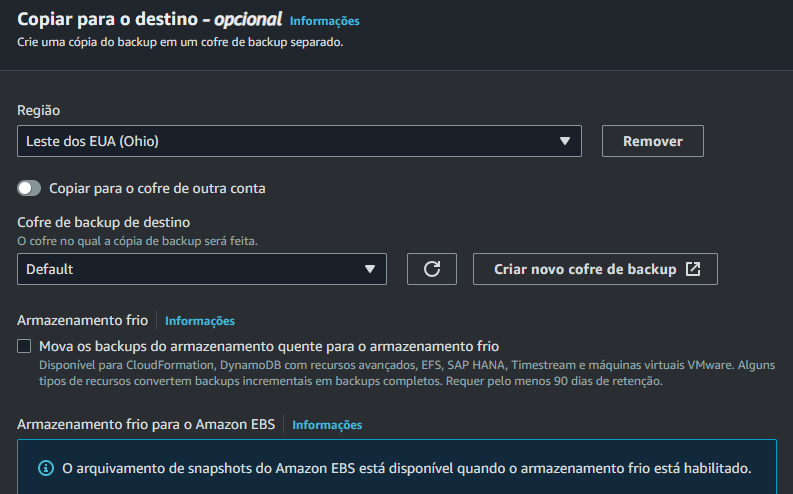 Copiar para o destino - opcional Informações
Crie uma cópia do backup em um cofre de backup separado.
Região
Leste dos EUA (Ohio)
Remover
Copiar para o cofre de outra conta
Cofre de backup de destino
O cofre no qual a cópia de backup será feita.
Default
Criar novo cofre de backup
Armazenamento frio | Informações
Mova os backups do armazenamento quente para o armazenamento frio
Disponível para CloudFormation, DynamoDB com recursos avançados, EFS, SAP HANA, Timestream e máquinas virtuais VMware. Alguns
tipos de recursos convertem backups incrementais em backups completos. Requer pelo menos 90 dias de retenção.
Armazenamento frio para o Amazon EBS | Informações
O arquivamento de snapshots do Amazon EBS está disponível quando o armazenamento frio está habilitado.